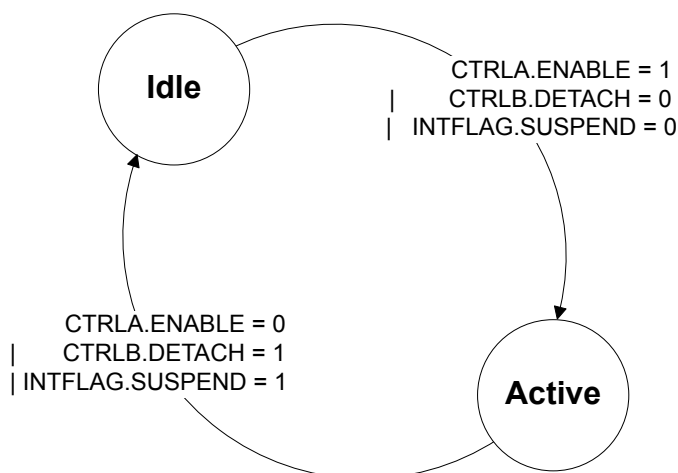 Idle
CTRLA.ENABLE = 1
| CTRLB.DETACH = 0
| INTFLAG.SUSPEND = 0
CTRLA.ENABLE = 0
| CTRLB.DETACH = 1
| INTFLAG.SUSPEND = 1
Active